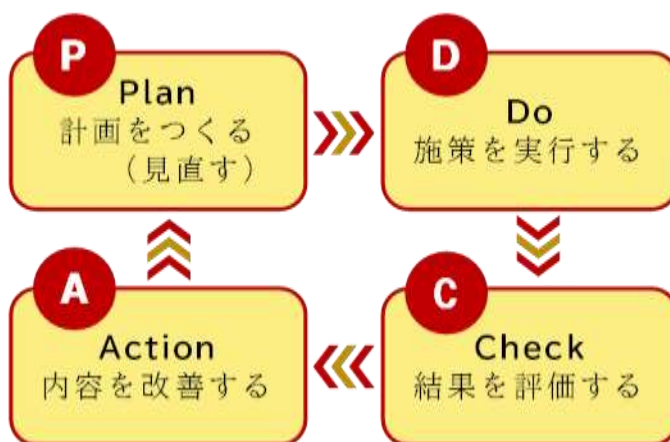 P
Plan
計画をつくる
（見直す）
D
Do
施策を実行する
C
Check
結果を評価する
A
Action
内容を改善する